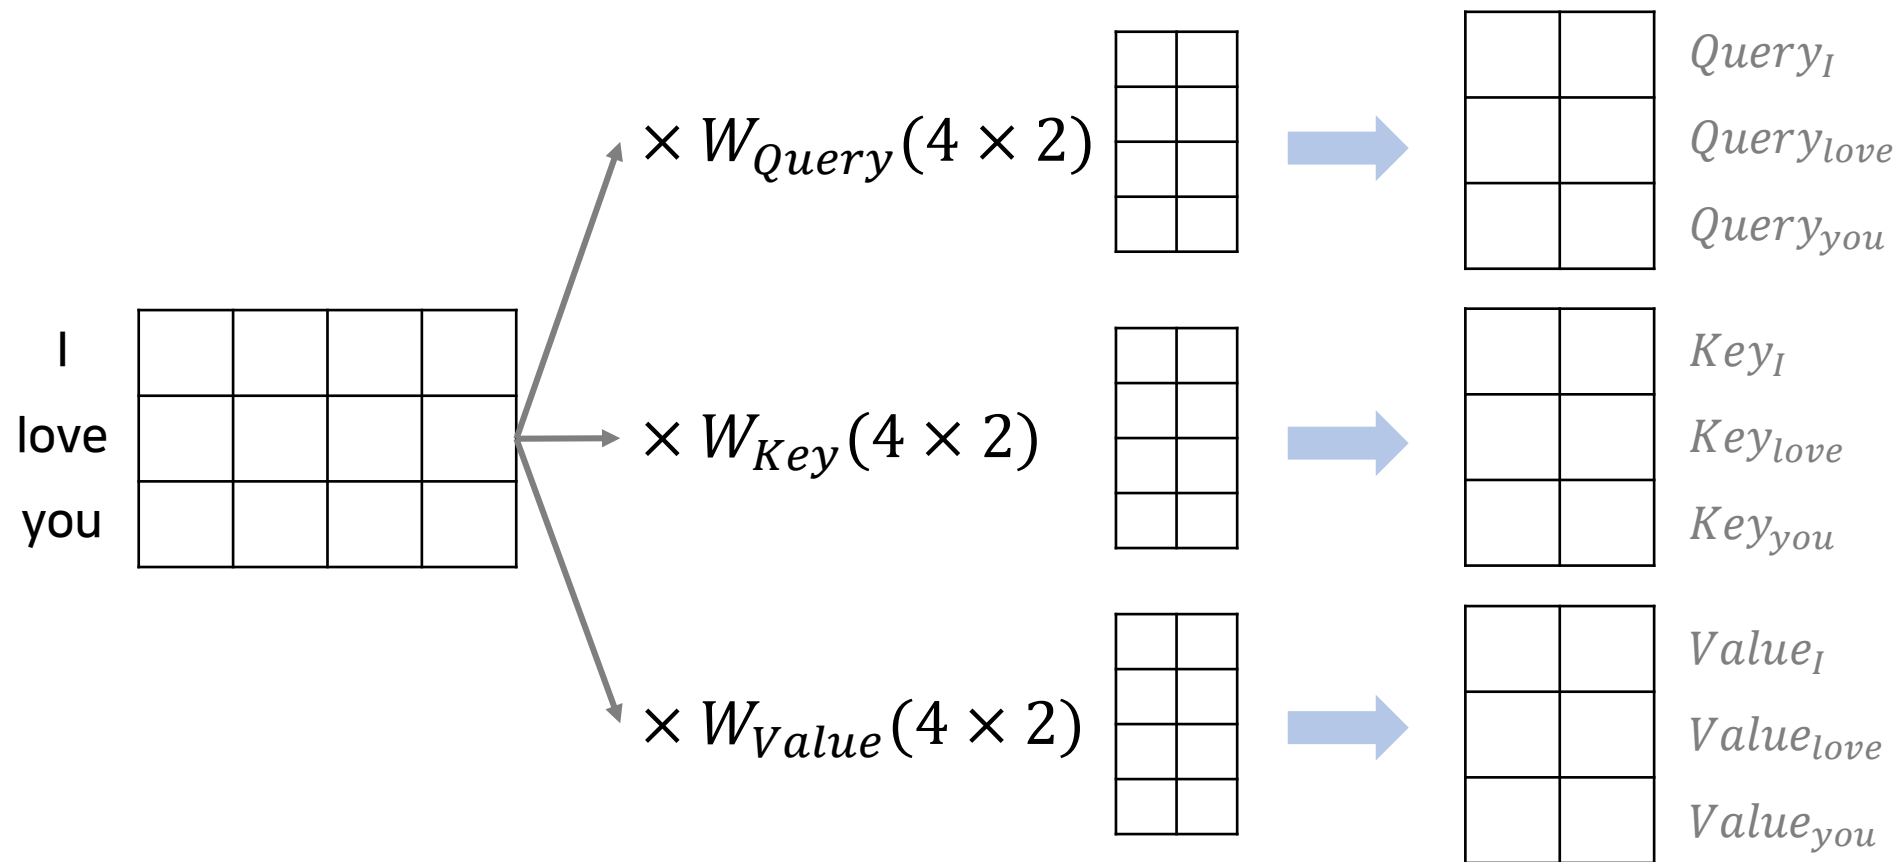 I
love
you
× W_Query (4 × 2)
× W_Key (4 × 2)
× W_Value (4 × 2)
Query_I
Query_love
Query_you
Key_I
Key_love
Key_you
Value_I
Value_love
Value_you